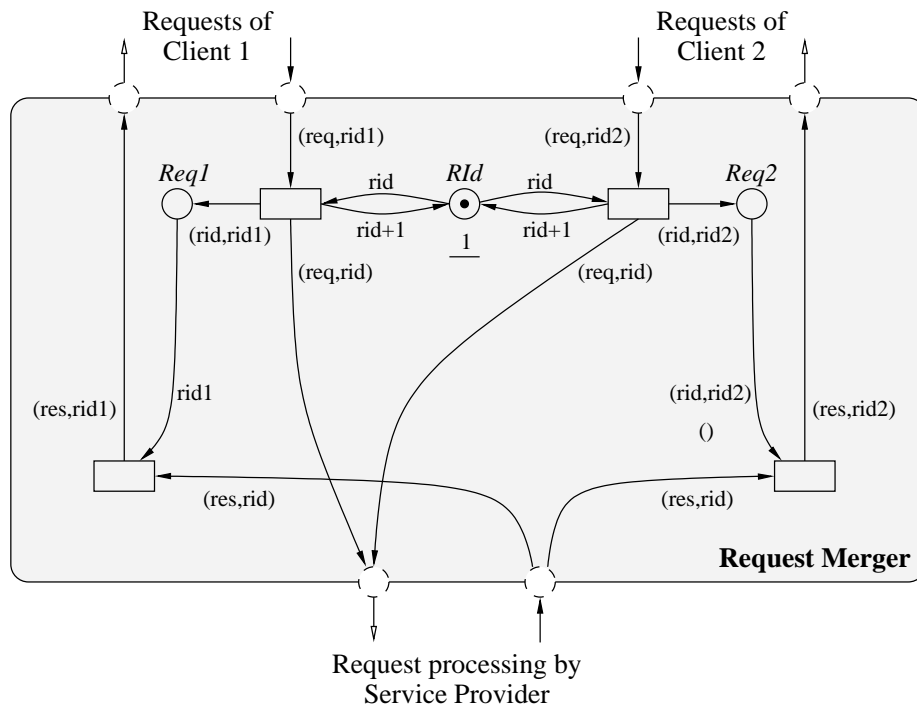 Requests of
Client 1
Requests of
Client 2
(req,rid1)
(req,rid2)
Req1
rid
RId
rid
Req2
(rid,rid1)
rid+1
1
rid+1
(rid,rid2)
(req,rid)
(req,rid)
(res,rid1)
rid1
(rid,rid2)
()
(res,rid2)
(res,rid)
(res,rid)
Request Merger
Request processing by
Service Provider